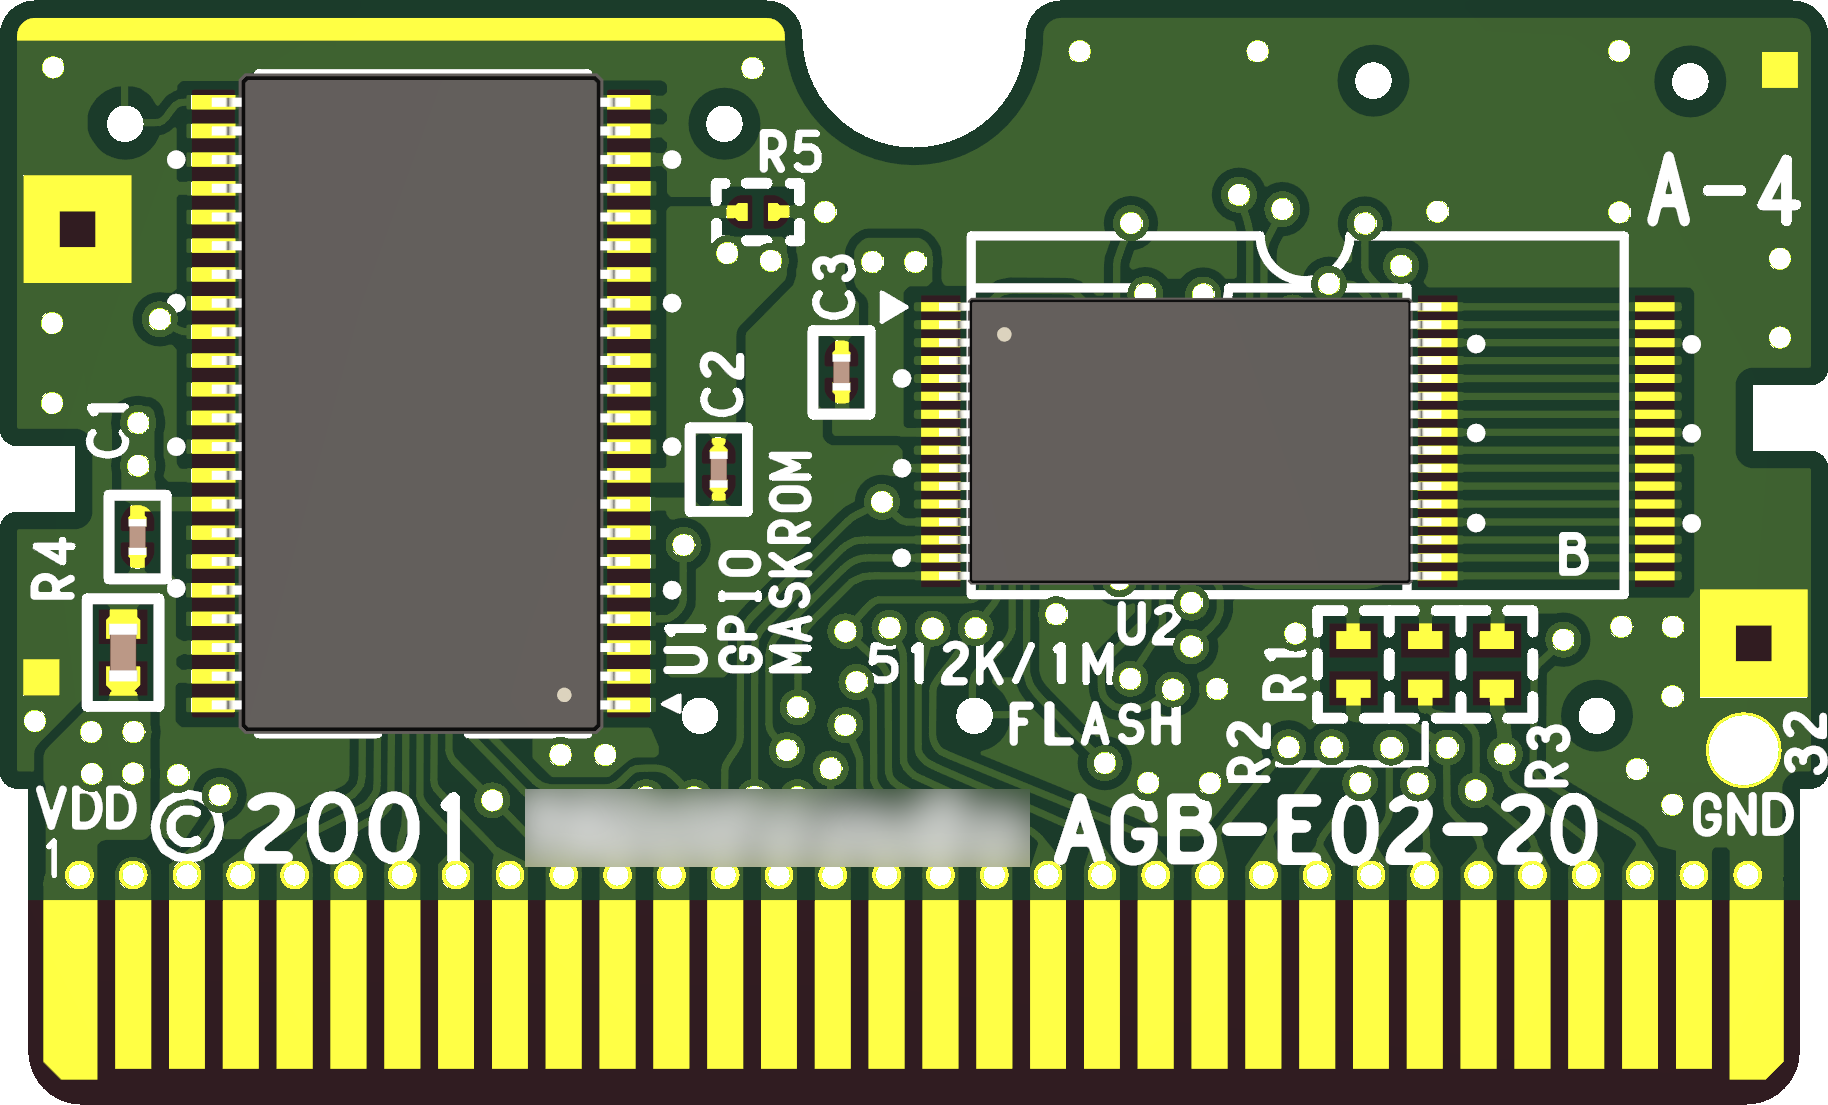 R5
A-4
C3
C2
C1
MASKROM
GPIO
U1
R4
B
U2
512K/1M
FLASH
R1
R2
R3
32
VDD
1
©2001
AGB-E02-20
GND